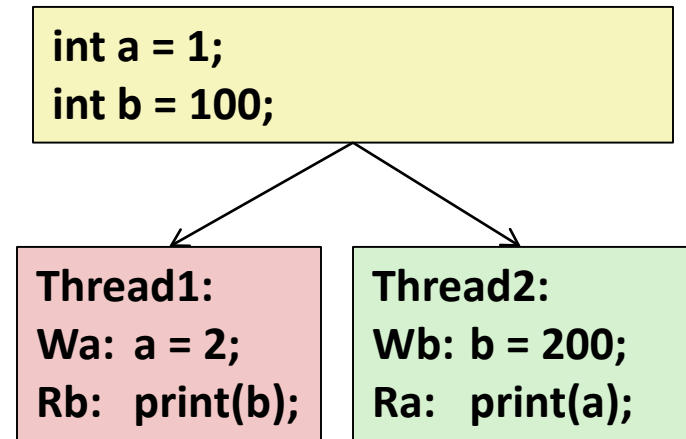 int a = 1;
int b = 100;
Thread1:
Wa: a = 2;
Rb: print(b);
Thread2:
Wb: b = 200;
Ra: print(a);